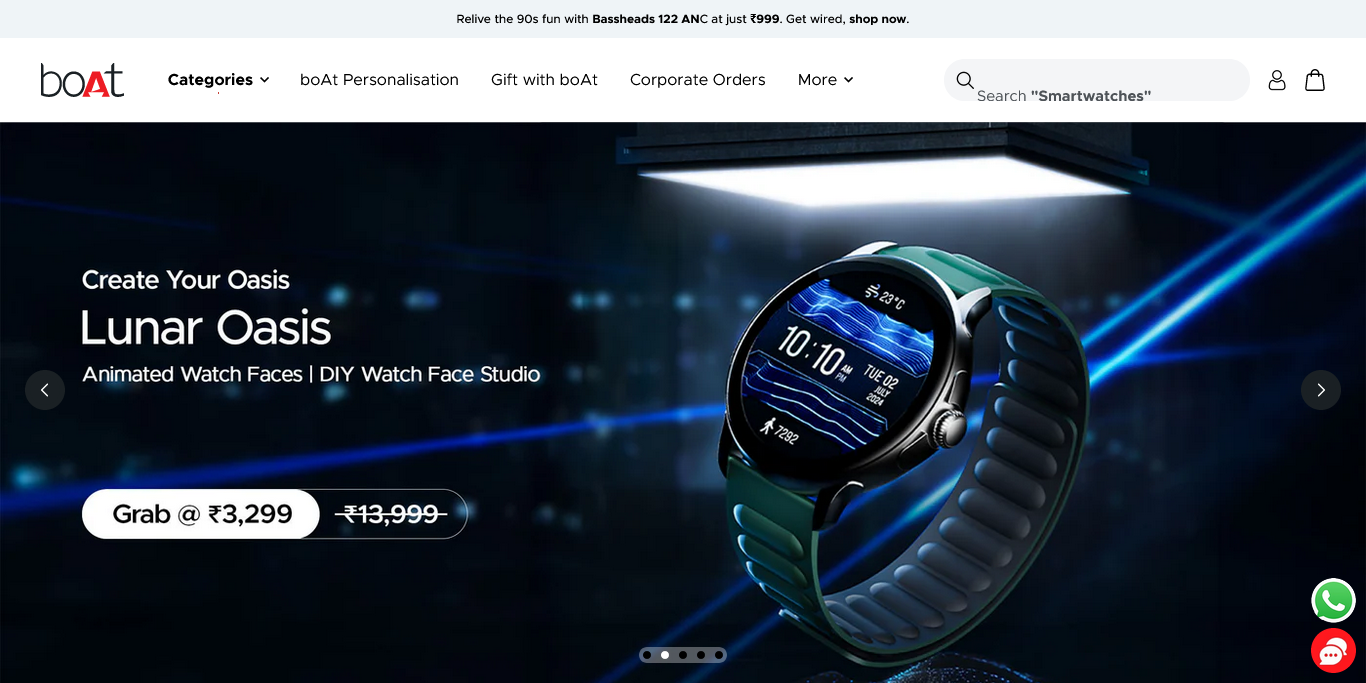 Relive the 90s fun with Bassheads 122 ANC at just ₹999. Get wired, shop now.
boAt
Categories
boAt Personalisation
Gift with boAt
Corporate Orders
More
Search "Smartwatches"
Create Your Oasis
Lunar Oasis
Animated Watch Faces | DIY Watch Face Studio
Grab @ ₹3,299
₹13,999
23°C
10:10 AM
PM
TUE 02
JULY
2024
7292